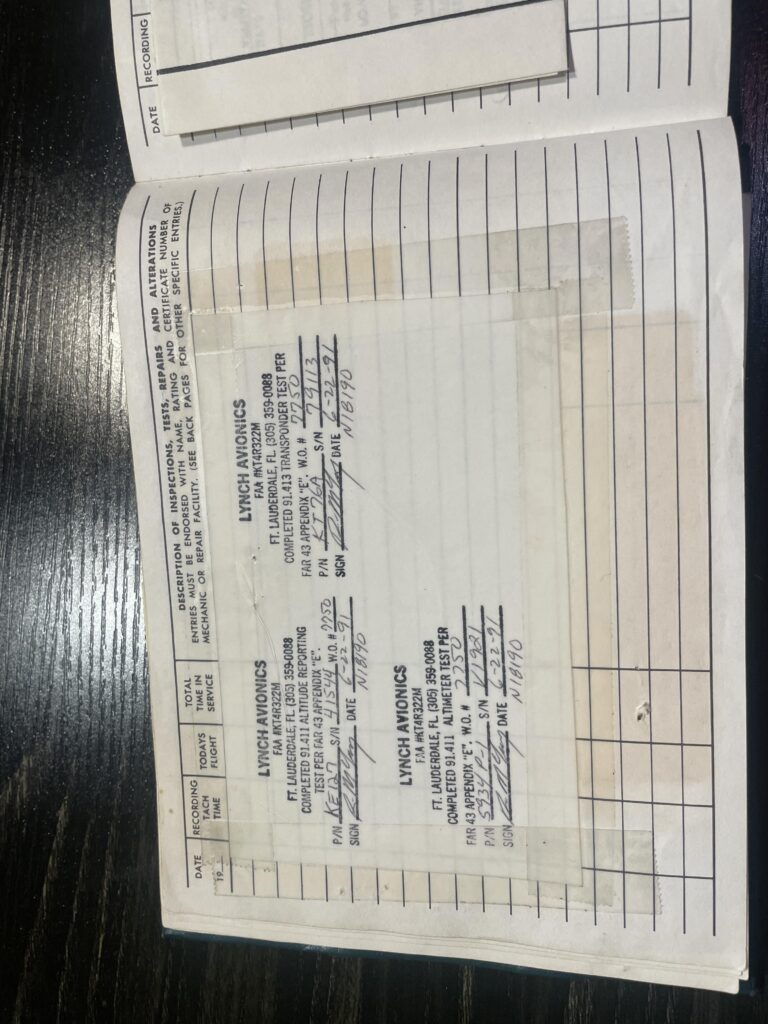 DATE
RECORDING
DESCRIPTION OF INSPECTIONS, TESTS, REPAIRS AND ALTERATIONS
ENTRIES MUST BE ENDORSED WITH NAME, RATING AND CERTIFICATE NUMBER OF
MECHANIC OR REPAIR FACILITY. (SEE BACK PAGES FOR OTHER SPECIFIC ENTRIES.)
DATE
19
RECORDING
TACH
TIME
TODAYS
FLIGHT
TOTAL
TIME IN
SERVICE
LYNCH AVIONICS
FAA #KT4R322M
FT. LAUDERDALE, FL (305) 359-0088
COMPLETED 91.411 ALTITUDE REPORTING
TEST PER FAR 43 APPENDIX "E".
P/N KE127 S/N 41544 W.O. # 7750
SIGN DATE 6-22-91
N18190
LYNCH AVIONICS
FAA #KT4R322M
FT. LAUDERDALE, FL (305) 359-0088
COMPLETED 91.413 TRANSPONDER TEST PER
FAR 43 APPENDIX "E". W.O. # 7750
P/N KT76A S/N 79113
SIGN DATE 6-22-91
N18190
LYNCH AVIONICS
FAA #KT4R322M
FT. LAUDERDALE, FL (305) 359-0088
COMPLETED 91.411 ALTIMETER TEST PER
FAR 43 APPENDIX "E". W.O. # 7750
P/N 5934P-1 S/N V1921
SIGN DATE 6-22-91
N18190